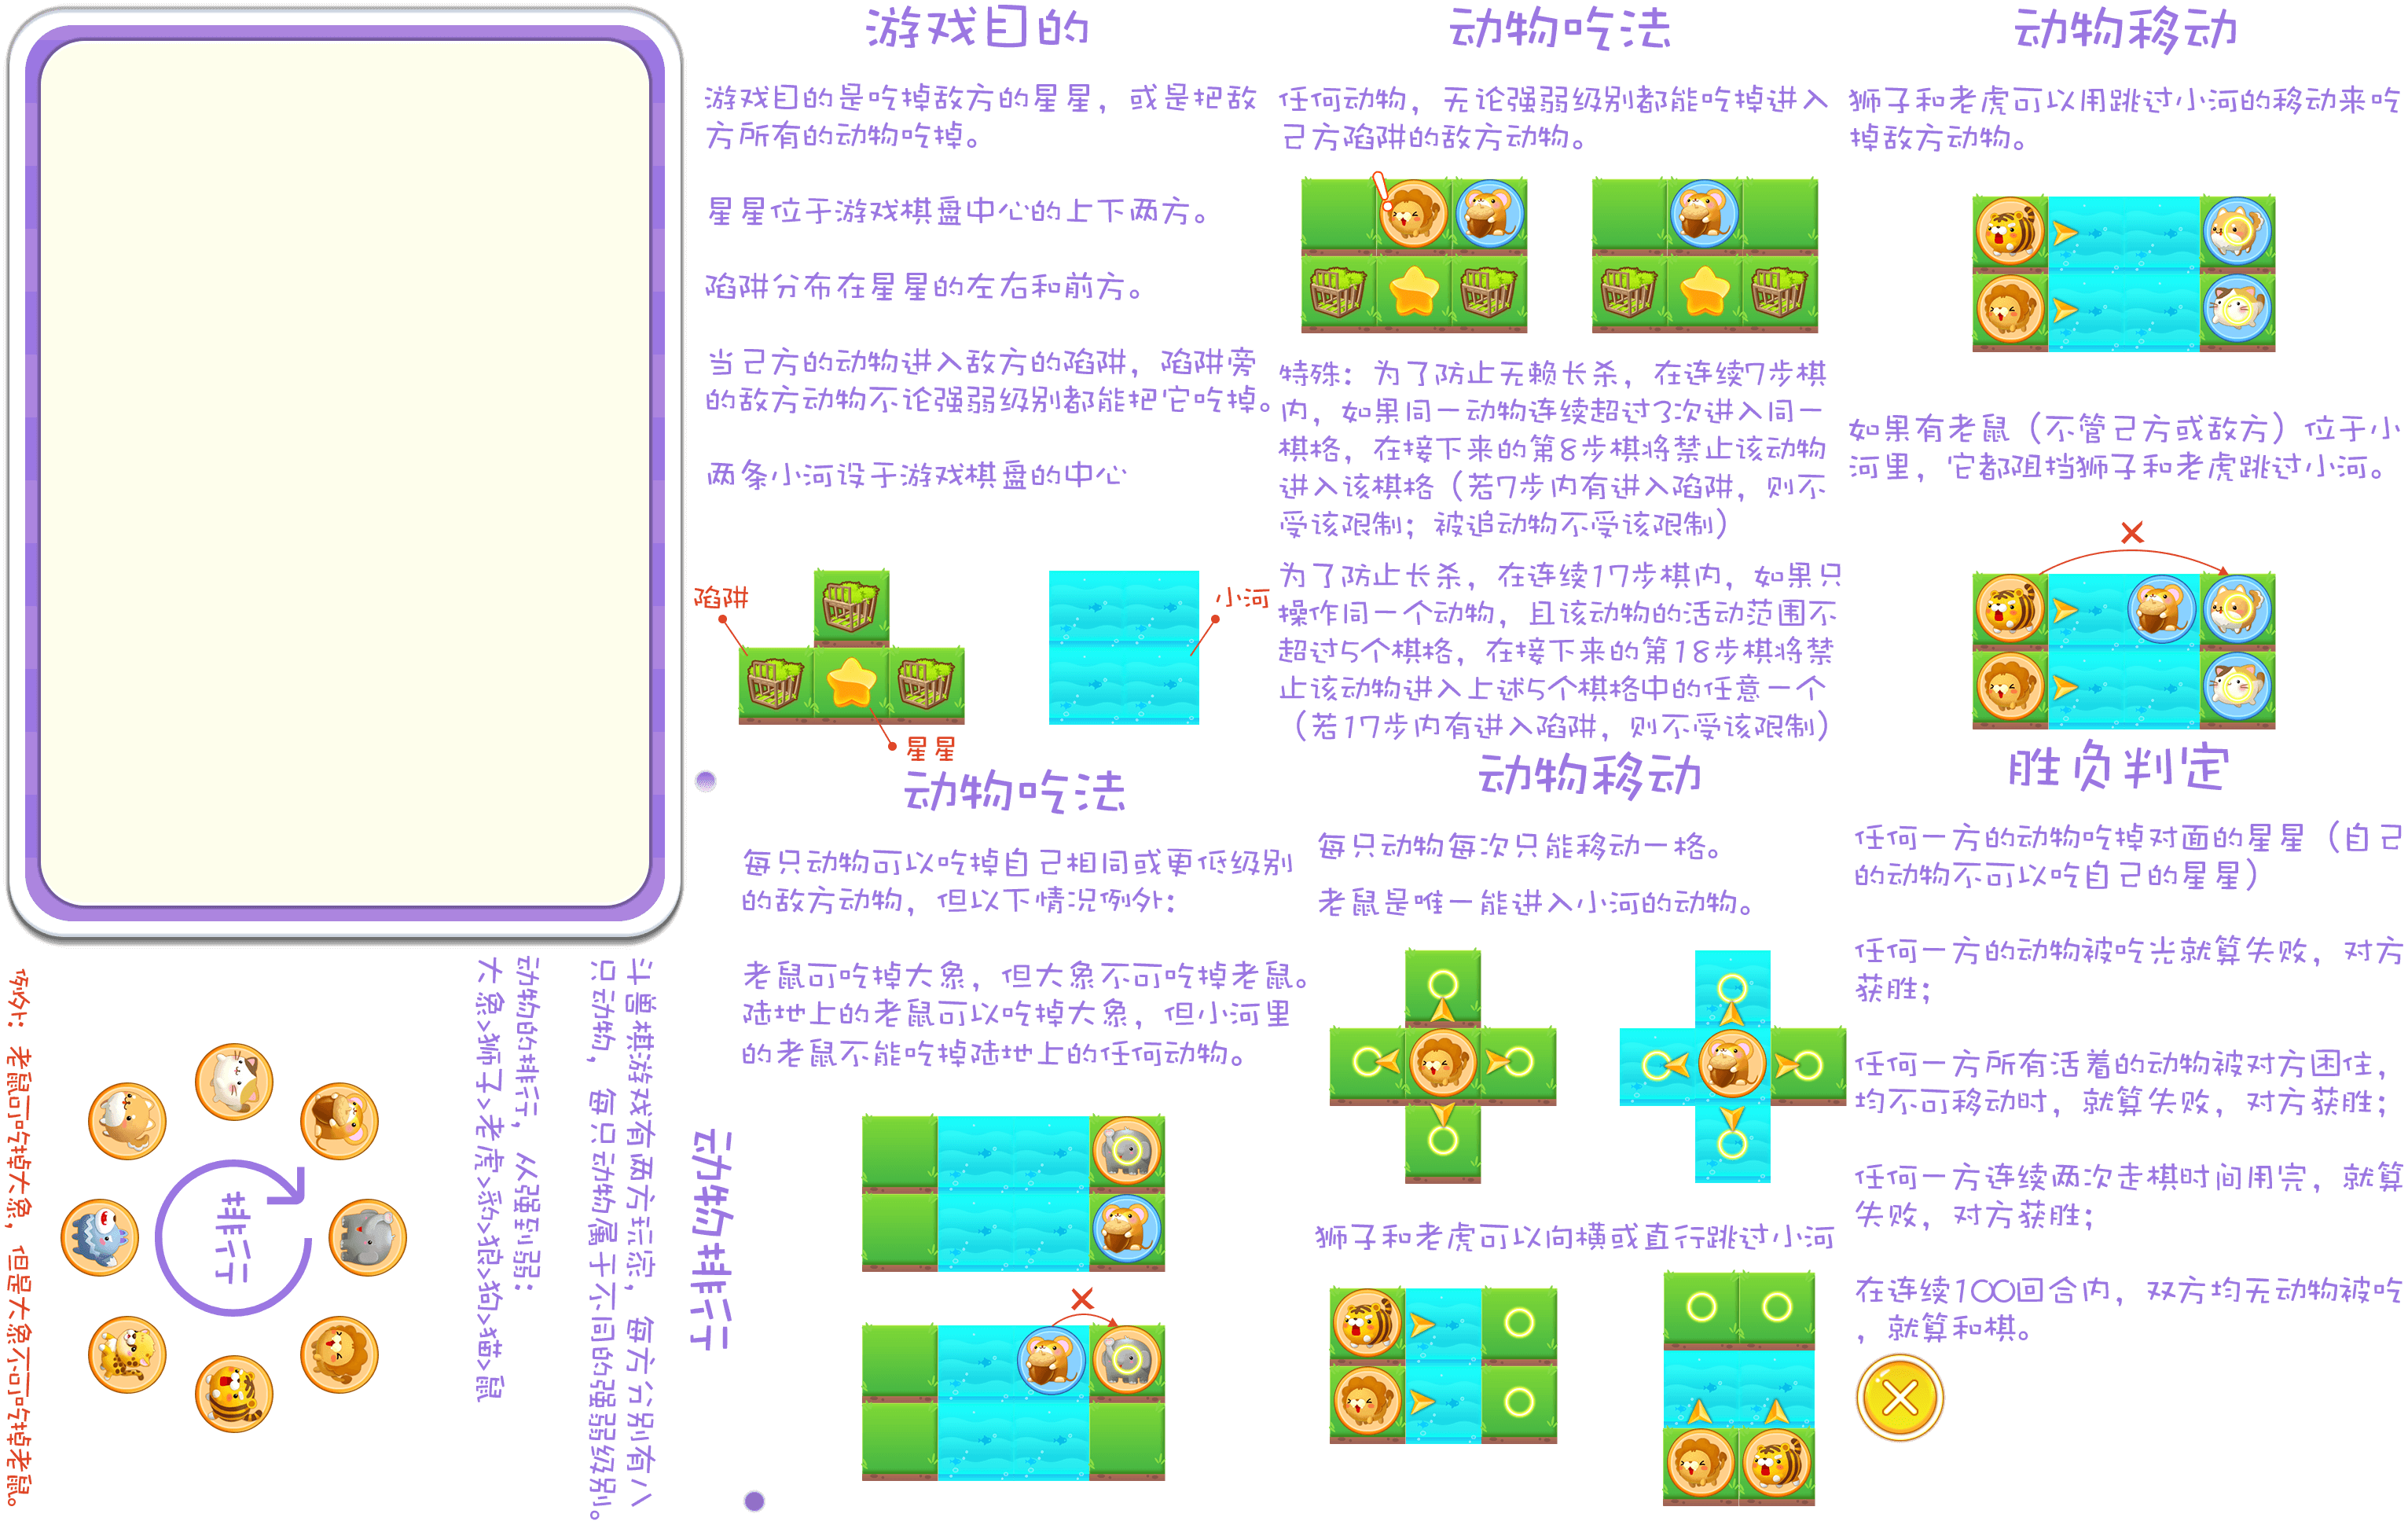 游戏目的
游戏目的是吃掉敌方的星星，或是把敌
方所有的动物吃掉。
星星位于游戏棋盘中心的上下两方。
陷阱分布在星星的左右和前方。
当己方的动物进入敌方的陷阱，陷阱旁
的敌方动物不论强弱级别都能把它吃掉。
两条小河设于游戏棋盘的中心
陷阱
小河
星星
动物吃法
任何动物，无论强弱级别都能吃掉进入
己方陷阱的敌方动物。
特殊：为了防止无赖长杀，在连续7步棋
内，如果同一动物连续超过3次进入同一
棋格，在接下来的第8步棋将禁止该动物
进入该棋格（若7步内有进入陷阱，则不
受该限制；被追动物不受该限制）
为了防止长杀，在连续17步棋内，如果只
操作同一个动物，且该动物的活动范围不
超过5个棋格，在接下来的第18步棋将禁
止该动物进入上述5个棋格中的任意一个
（若17步内有进入陷阱，则不受该限制）
动物移动
狮子和老虎可以用跳过小河的移动来吃
掉敌方动物。
如果有老鼠（不管己方或敌方）位于小
河里，它都阻挡狮子和老虎跳过小河。
动物吃法
每只动物可以吃掉自己相同或更低级别
的敌方动物，但以下情况例外：
老鼠可吃掉大象，但大象不可吃掉老鼠。
陆地上的老鼠可以吃掉大象，但小河里
的老鼠不能吃掉陆地上的任何动物。
动物移动
每只动物每次只能移动一格。
老鼠是唯一能进入小河的动物。
狮子和老虎可以向横或直行跳过小河
胜负判定
任何一方的动物吃掉对面的星星（自己
的动物不可以吃自己的星星）
任何一方的动物被吃光就算失败，对方
获胜；
任何一方所有活着的动物被对方困住，
均不可移动时，就算失败，对方获胜；
任何一方连续两次走棋时间用完，就算
失败，对方获胜；
在连续100回合内，双方均无动物被吃
，就算和棋。
动物排行
斗兽棋游戏有两方玩家，每方分别有八
只动物，每只动物属于不同的强弱级别。
动物的排行，从强到弱：
大象>狮子>老虎>豹>狼>狗>猫>鼠
排行
例外：老鼠可吃掉大象，但是大象不可吃掉老鼠。